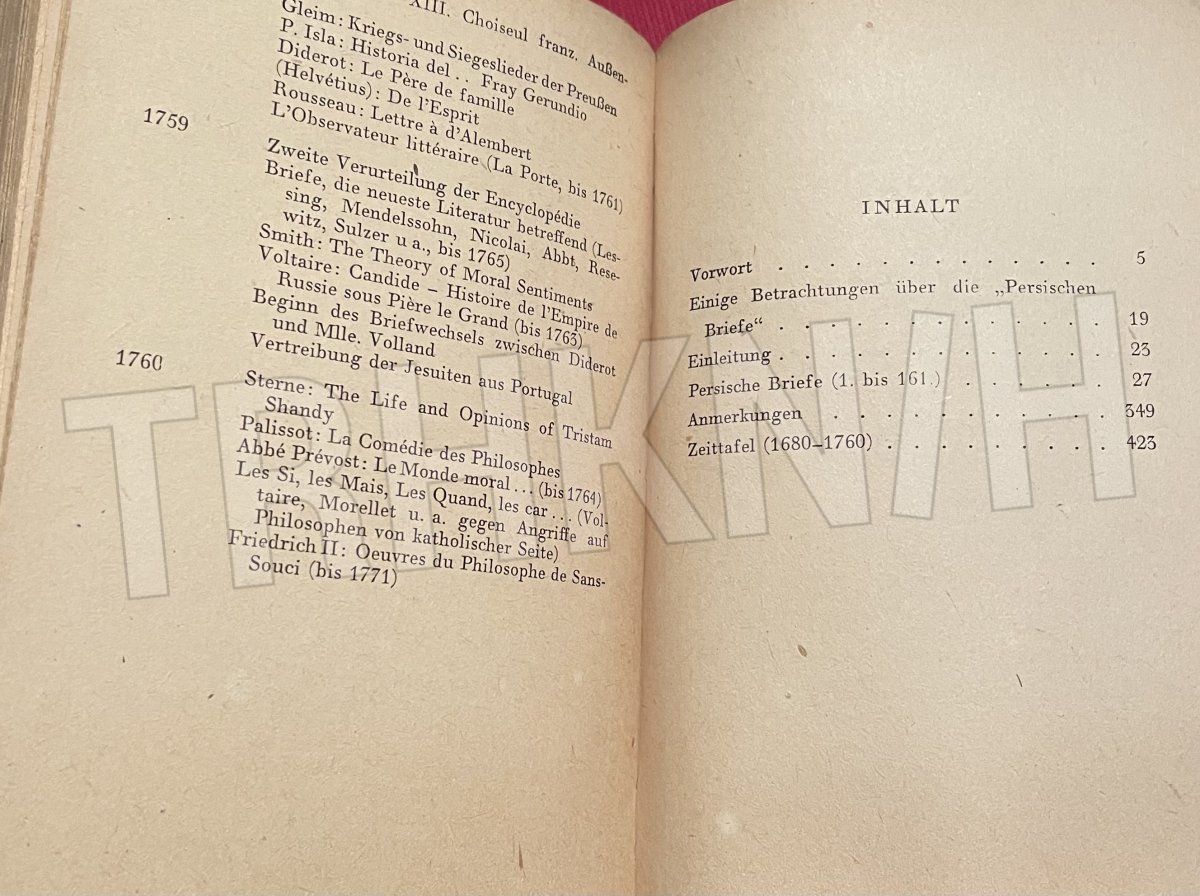 XIII. Choiseul franz. Außen-
Gleim: Kriegs- und Siegeslieder der Preußen
P. Isla: Historia del . . Fray Gerundio
Diderot: Le Père de famille
(Helvétius): De l'Esprit
Rousseau: Lettre à d'Alembert
L'Observateur littéraire (La Porte, bis 1761)
1759
Zweite Verurteilung der Encyclopédie
Briefe, die neueste Literatur betreffend (Les-
sing, Mendelssohn, Nicolai, Abbt, Rese-
witz, Sulzer u a., bis 1765)
Smith: The Theory of Moral Sentiments
Voltaire: Candide – Histoire de l'Empire de
Russie sous Pière le Grand (bis 1763)
Beginn des Briefwechsels zwischen Diderot
und Mlle. Volland
Vertreibung der Jesuiten aus Portugal
1760
Sterne: The Life and Opinions of Tristam
Shandy
Palissot: La Comédie des Philosophes
Abbé Prévost: Le Monde moral . . . (bis 1764)
Les Si, les Mais, Les Quand, les car . . . (Vol-
taire, Morellet u. a. gegen Angriffe auf
Philosophen von katholischer Seite)
Friedrich II: Oeuvres du Philosophe de Sans-
Souci (bis 1771)
INHALT
Vorwort . . . . . . . . . . . . . 5
Einige Betrachtungen über die „Persischen
Briefe“ . . . . . . . . . . . . . 19
Einleitung . . . . . . . . . . . . . 23
Persische Briefe (1. bis 161.) . . . . . . 27
Anmerkungen . . . . . . . . . . . 349
Zeittafel (1680–1760) . . . . . . . . . 423
TRHKN/H